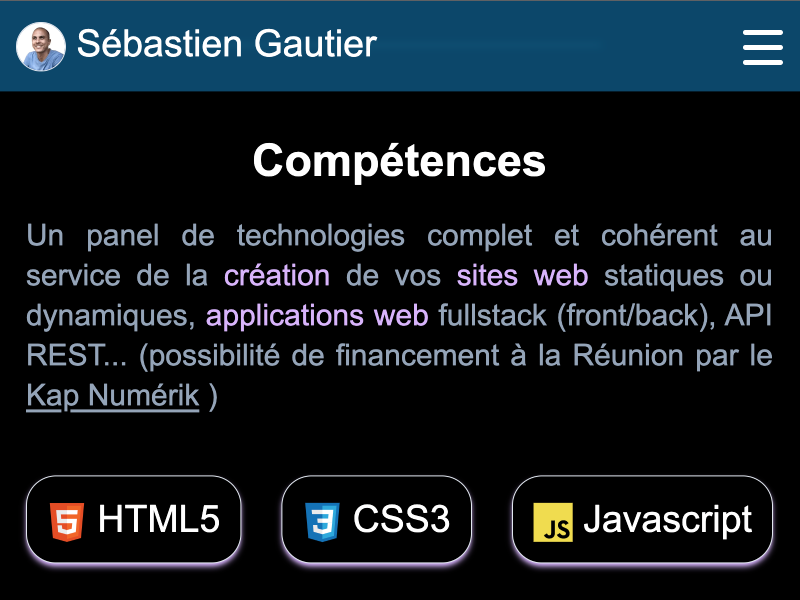 Sébastien Gautier
Compétences
Un panel de technologies complet et cohérent au
service de la création de vos sites web statiques ou
dynamiques, applications web fullstack (front/back), API
REST... (possibilité de financement à la Réunion par le
Kap Numérik )
HTML5
CSS3
JS Javascript